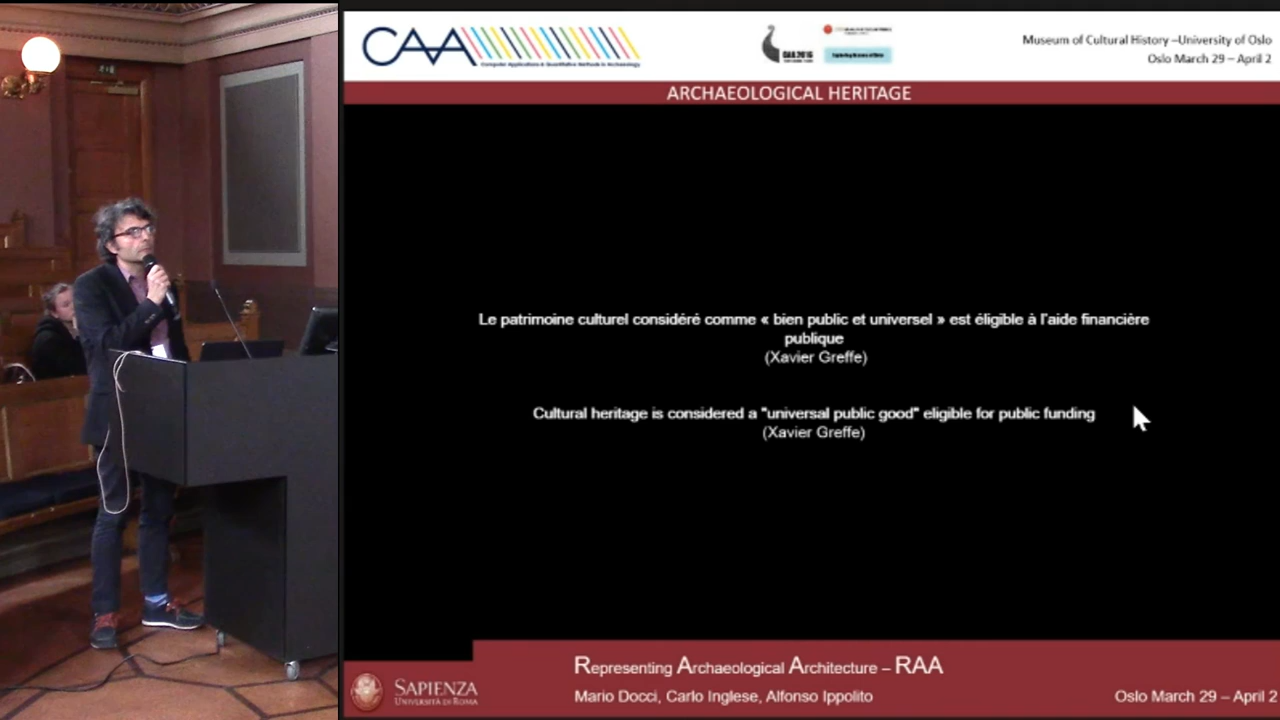 CAA
Computer Applications & Quantitative Methods in Archaeology
CAA 2016
Museum of Cultural History –University of Oslo
Oslo March 29 – April 2
ARCHAEOLOGICAL HERITAGE
Le patrimoine culturel considéré comme « bien public et universel » est éligible à l'aide financière
publique
(Xavier Greffe)
Cultural heritage is considered a "universal public good" eligible for public funding
(Xavier Greffe)
Representing Archaeological Architecture – RAA
SAPIENZA
UNIVERSITÀ DI ROMA
Mario Docci, Carlo Inglese, Alfonso Ippolito
Oslo March 29 – April 2